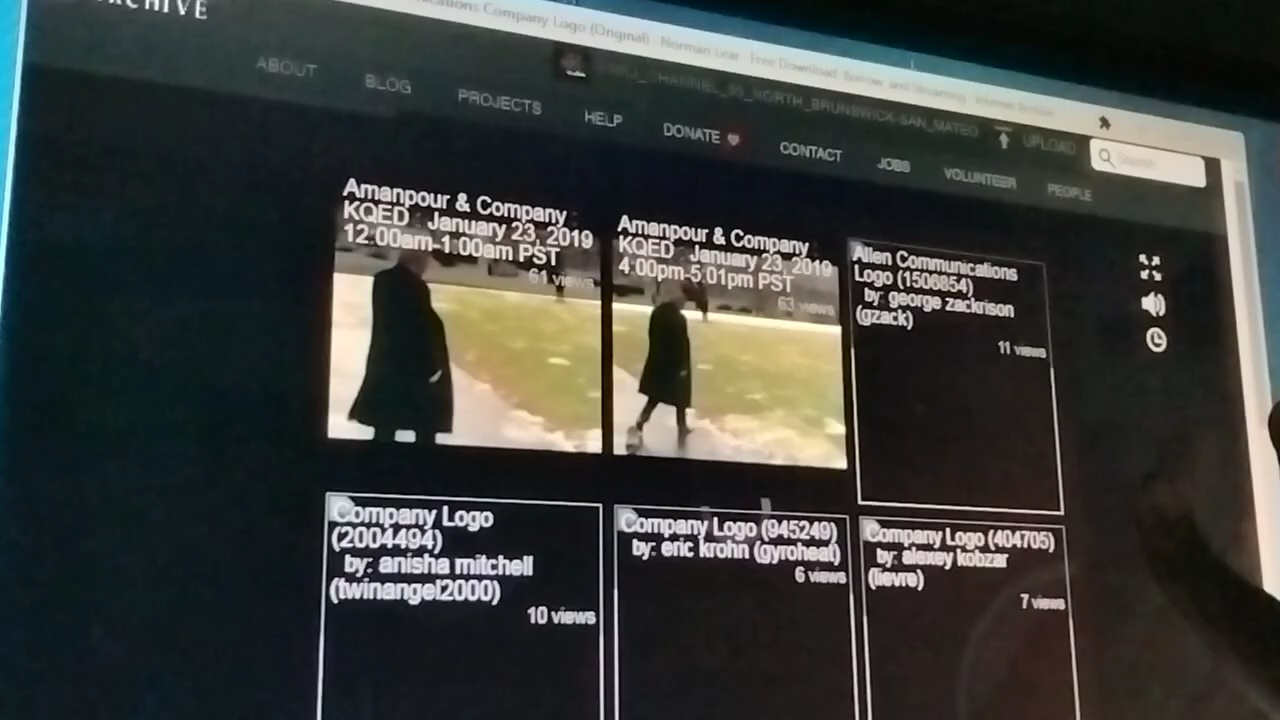 ARCHIVE
Company Logo (Original) · Norman Lear : Free Download, Borrow, and Streaming : Internet Archive
CHANNEL_35_NORTH_BRUNSWICK-SAN_MATEO
UPLOAD
Search
ABOUT
BLOG
PROJECTS
HELP
DONATE
CONTACT
JOBS
VOLUNTEER
PEOPLE
Amanpour & Company
KQED January 23, 2019
12:00am-1:00am PST
61 views
Amanpour & Company
KQED January 23, 2019
4:00pm-5:01pm PST
63 views
Allen Communications
Logo (1506854)
by: george zackrison
(gzack)
11 views
Company Logo
(2004494)
by: anisha mitchell
(twinangel2000)
10 views
Company Logo (945249)
by: eric krohn (gyroheat)
6 views
Company Logo (404705)
by: alexey kobzar
(lievre)
7 views